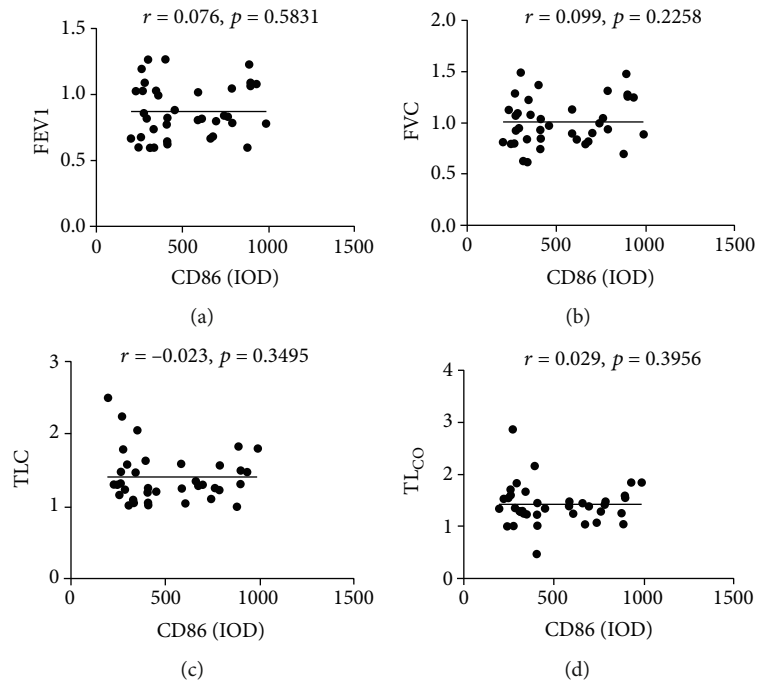 r = 0.076, p = 0.5831
1.5
1.0
0.5
0.0
FEV1
0 500 1000 1500
CD86 (IOD)
(a)
r = 0.099, p = 0.2258
2.0
1.5
1.0
0.5
0.0
FVC
0 500 1000 1500
CD86 (IOD)
(b)
r = –0.023, p = 0.3495
3
2
1
0
TLC
0 500 1000 1500
CD86 (IOD)
(c)
r = 0.029, p = 0.3956
4
3
2
1
0
TLCO
0 500 1000 1500
CD86 (IOD)
(d)